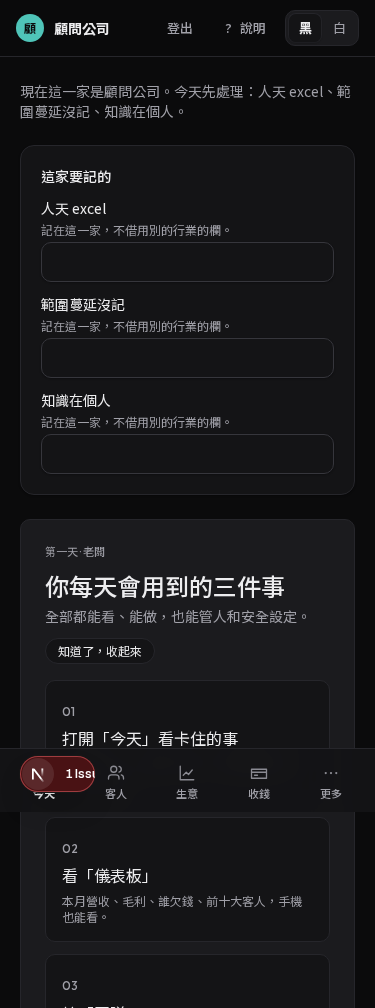 顧 顧問公司 登出 ? 說明 黑 白
現在這一家是顧問公司。今天先處理：人天 excel、範
圍蔓延沒記、知識在個人。
這家要記的
人天 excel
記在這一家，不借用別的行業的欄。
範圍蔓延沒記
記在這一家，不借用別的行業的欄。
知識在個人
記在這一家，不借用別的行業的欄。
第一天·老闆
你每天會用到的三件事
全部都能看、能做，也能管人和安全設定。
知道了，收起來
01
打開「今天」看卡住的事
N 1 Issu
今天 客人 生意 收錢 更多
02
看「儀表板」
本月營收、毛利、誰欠錢、前十大客人，手機
也能看。
03